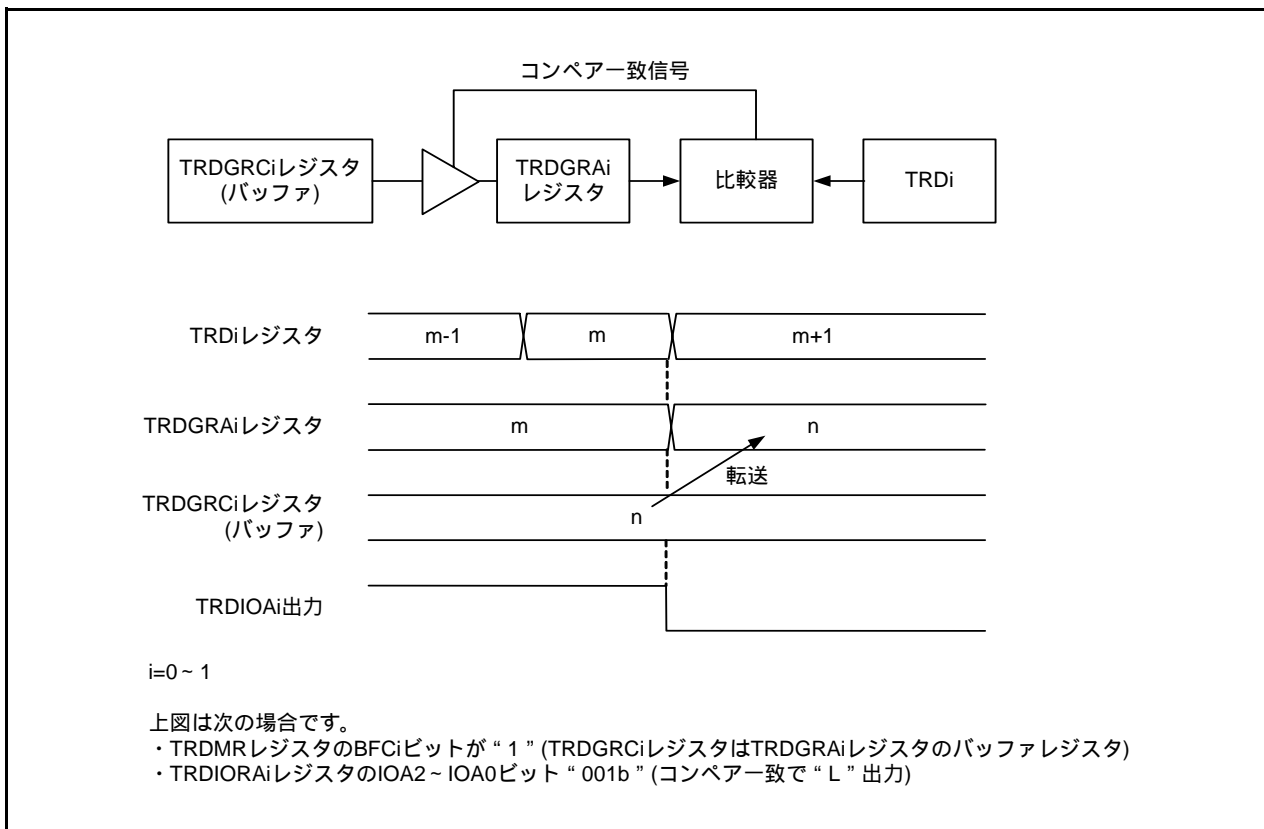 コンペア一致信号
TRDGRCiレジスタ
(バッファ)
TRDGRAi
レジスタ
比較器
TRDi
TRDiレジスタ
m-1
m
m+1
TRDGRAiレジスタ
m
n
転送
TRDGRCiレジスタ
(バッファ)
n
TRDIOAi出力
i=0~1
上図は次の場合です。
・TRDMRレジスタのBFCiビットが“1”(TRDGRCiレジスタはTRDGRAiレジスタのバッファレジスタ)
・TRDIORAiレジスタのIOA2~IOA0ビット“001b”(コンペア一致で“L”出力)